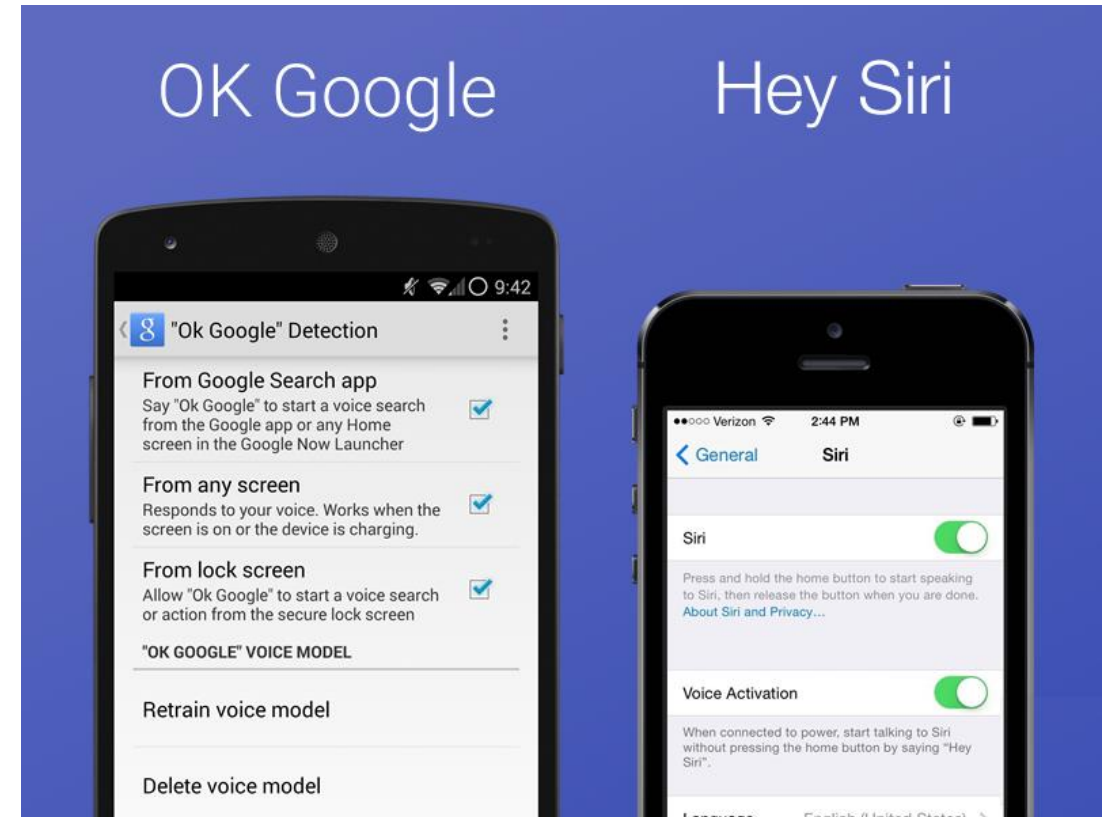 OK Google
Hey Siri
9:42
"Ok Google" Detection
From Google Search app
Say "Ok Google" to start a voice search
from the Google app or any Home
screen in the Google Now Launcher
From any screen
Responds to your voice. Works when the
screen is on or the device is charging.
From lock screen
Allow "Ok Google" to start a voice search
or action from the secure lock screen
"OK GOOGLE" VOICE MODEL
Retrain voice model
Delete voice model
Verizon 2:44 PM
General Siri
Siri
Press and hold the home button to start speaking
to Siri, then release the button when you are done.
About Siri and Privacy...
Voice Activation
When connected to power, start talking to Siri
without pressing the home button by saying “Hey
Siri”.
Language English (United States)